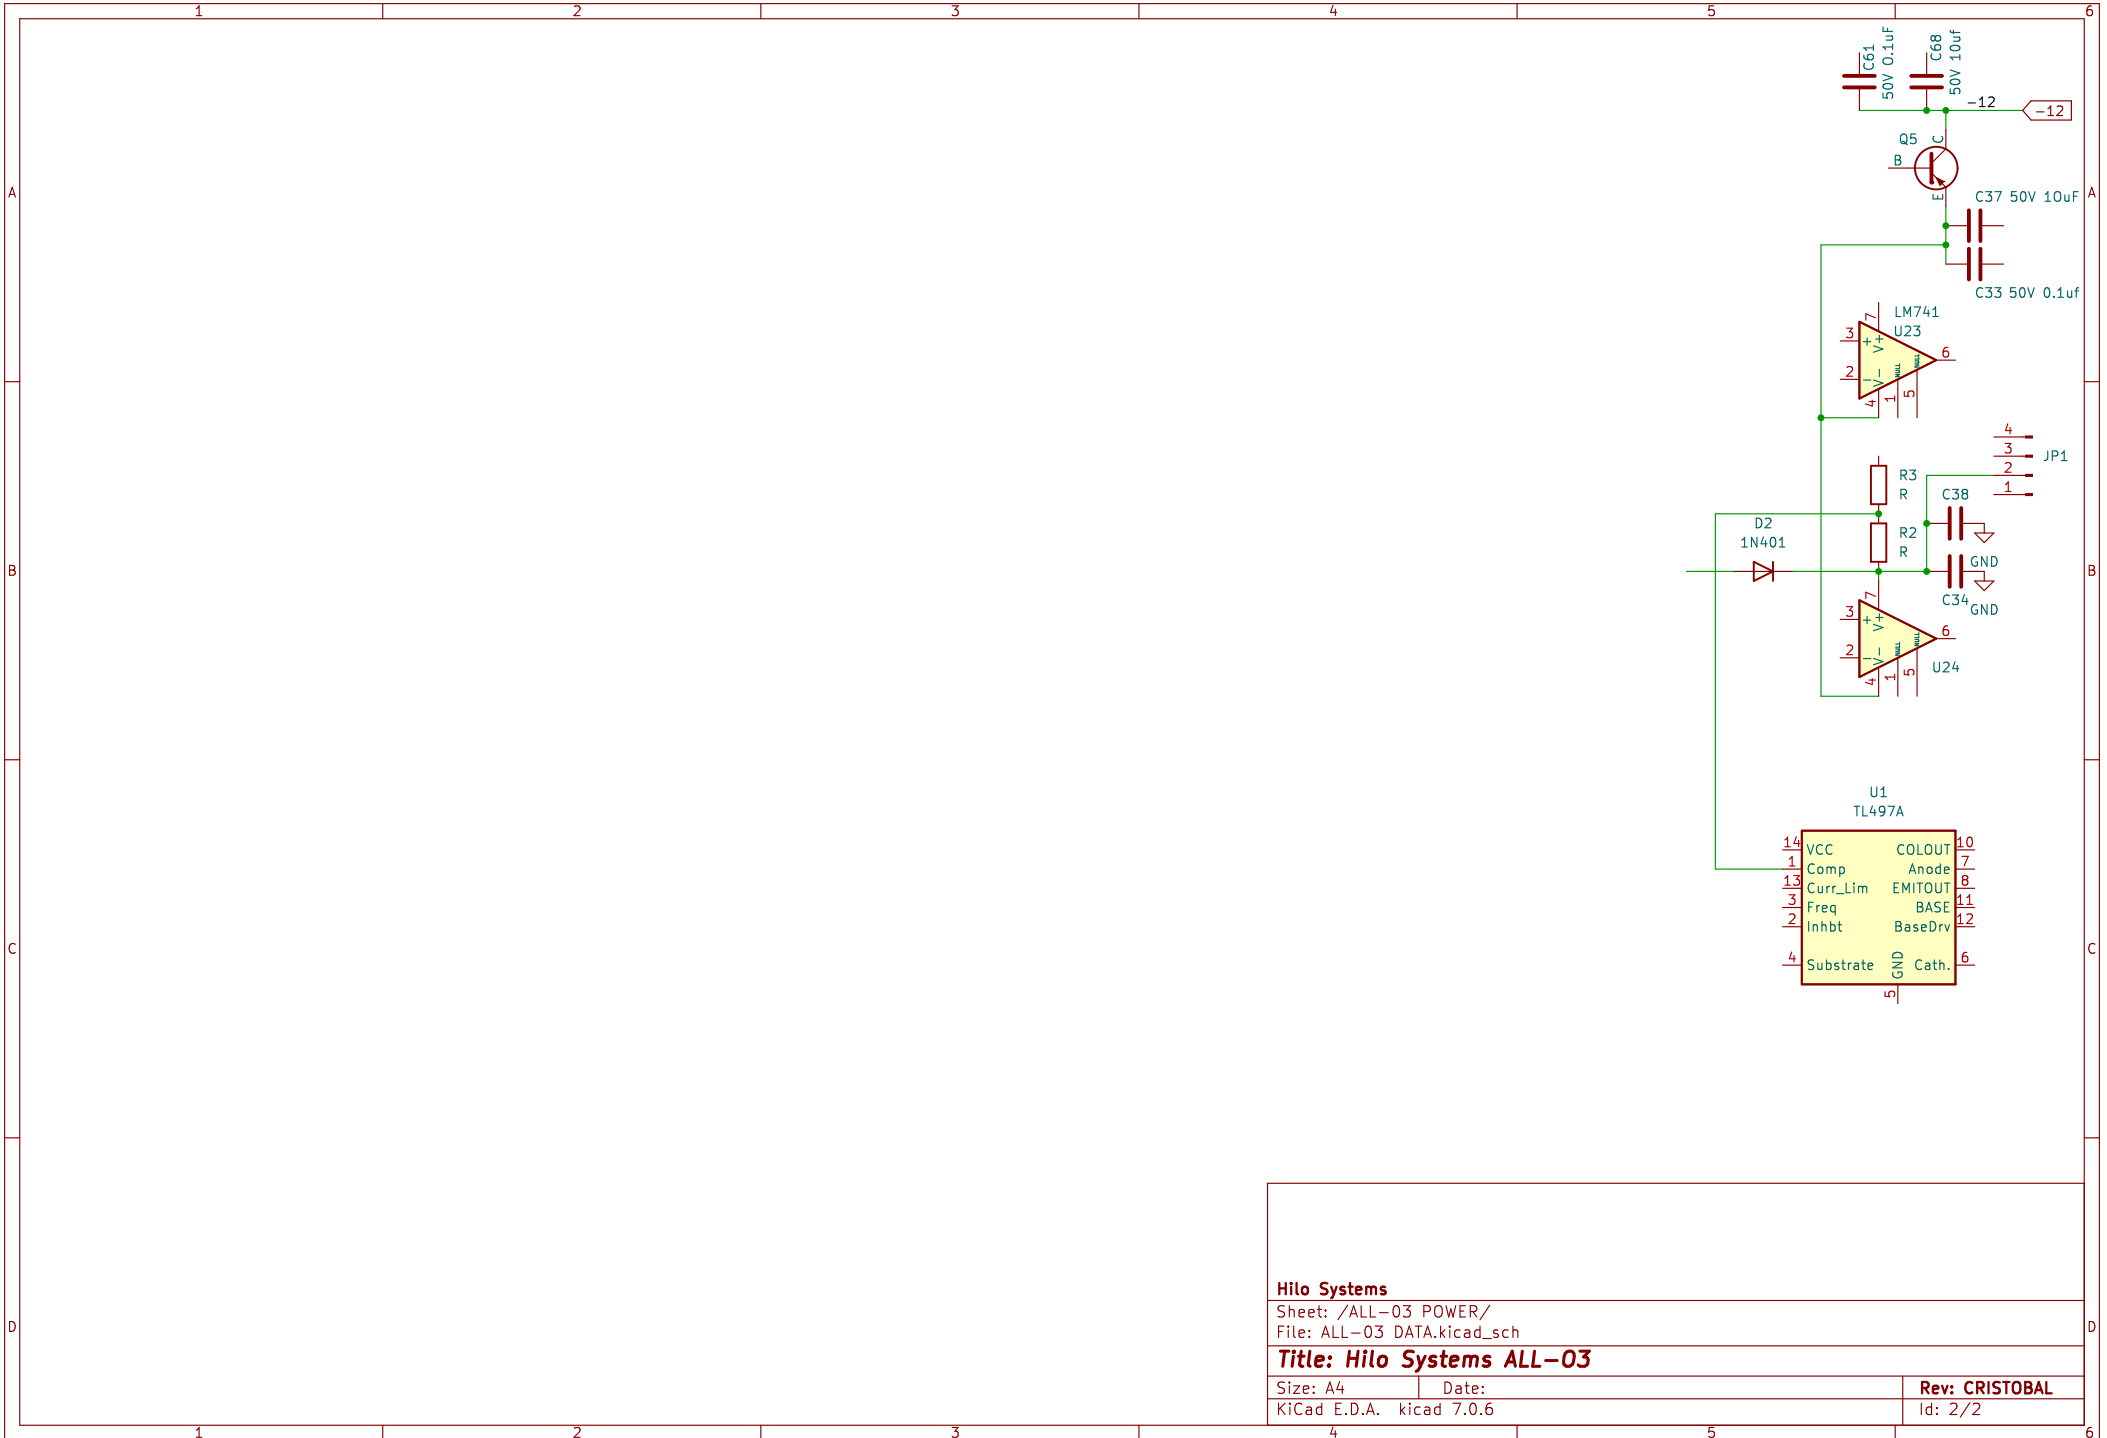 1 2 3 4 5 6
C61
50V 0.1uF
C68
50V 10uf
-12
-12
Q5
C
B
E
A A
C37 50V 10uF
C33 50V 0.1uf
LM741
U23
7
3 +
V+
6
NULL
NULL
2 -
V-
4
1
5
4
3
JP1
2
1
R3
R
C38
D2
1N401
R2
R
GND
B B
C34
GND
7
3 +
V+
6
NULL
NULL
2 -
V-
U24
4
1
5
U1
TL497A
14 VCC COLOUT 10
1 Comp Anode 7
13 Curr_Lim EMITOUT 8
3 Freq BASE 11
2 Inhbt BaseDrv 12
C C
4 Substrate GND Cath. 6
5
Hilo Systems
Sheet: /ALL-03 POWER/
File: ALL-03 DATA.kicad_sch
D D
Title: Hilo Systems ALL-03
Size: A4 Date: Rev: CRISTOBAL
KiCad E.D.A. kicad 7.0.6 Id: 2/2
1 2 3 4 5 6